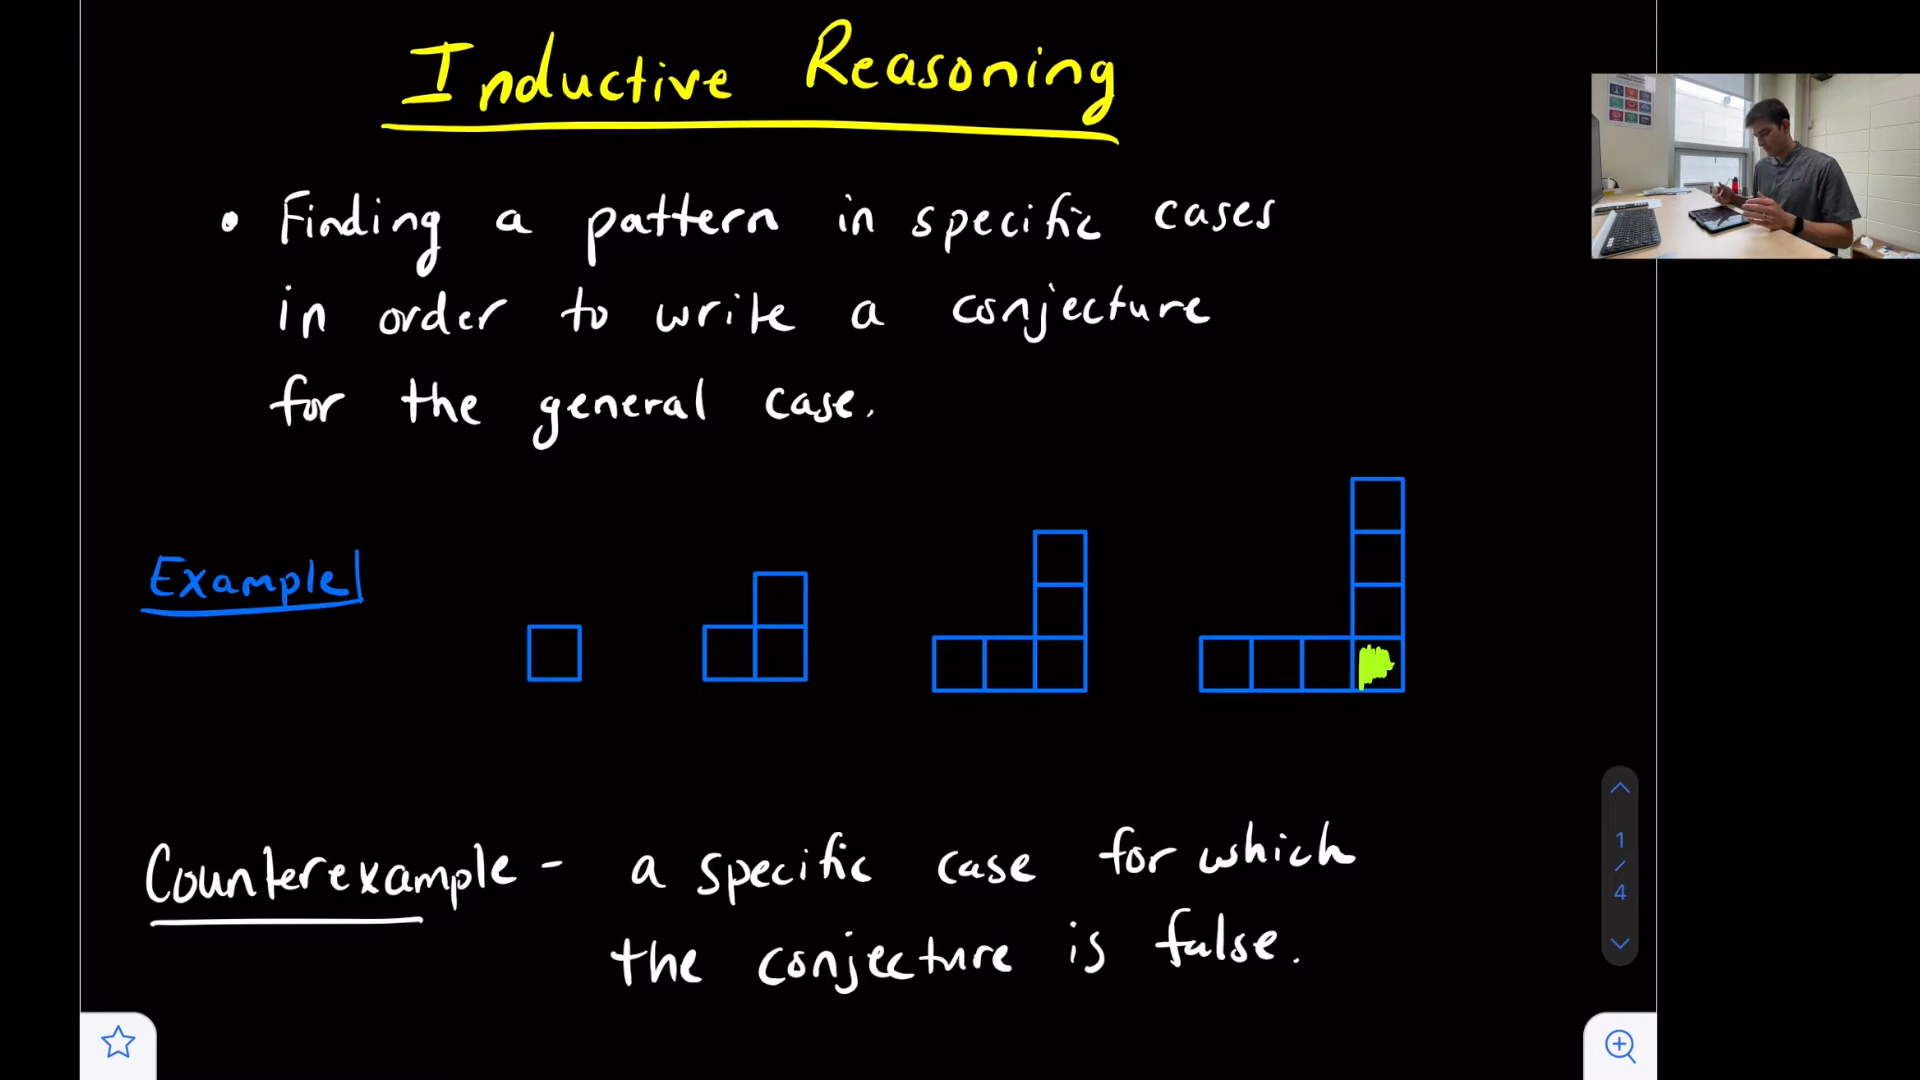 Inductive Reasoning
• Finding a pattern in specific cases
in order to write a conjecture
for the general case.
Example
Counterexample - a specific case for which
the conjecture is false.
1
/
4